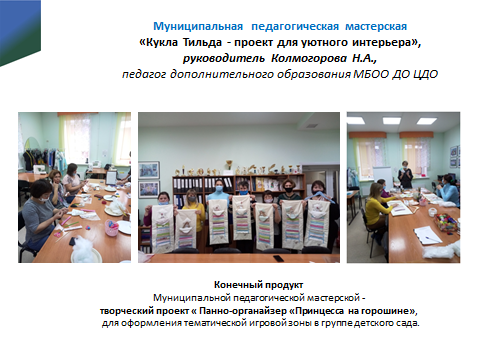 Муниципальная педагогическая мастерская
«Кукла Тильда - проект для уютного интерьера»,
руководитель Колмогорова Н.А.,
педагог дополнительного образования МБОО ДО ЦДО
Конечный продукт
Муниципальной педагогической мастерской -
творческий проект « Панно-органайзер «Принцесса на горошине»,
для оформления тематической игровой зоны в группе детского сада.